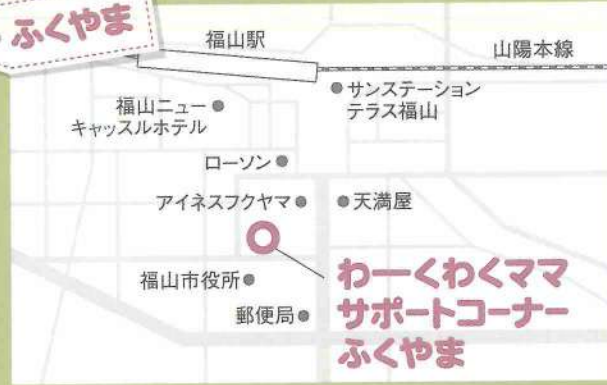 ふくやま
福山駅
山陽本線
サンステーション
テラス福山
福山ニュー
キャッスルホテル
ローソン
アイネスフクヤマ
天満屋
わーくわくママ
サポートコーナー
ふくやま
福山市役所
郵便局